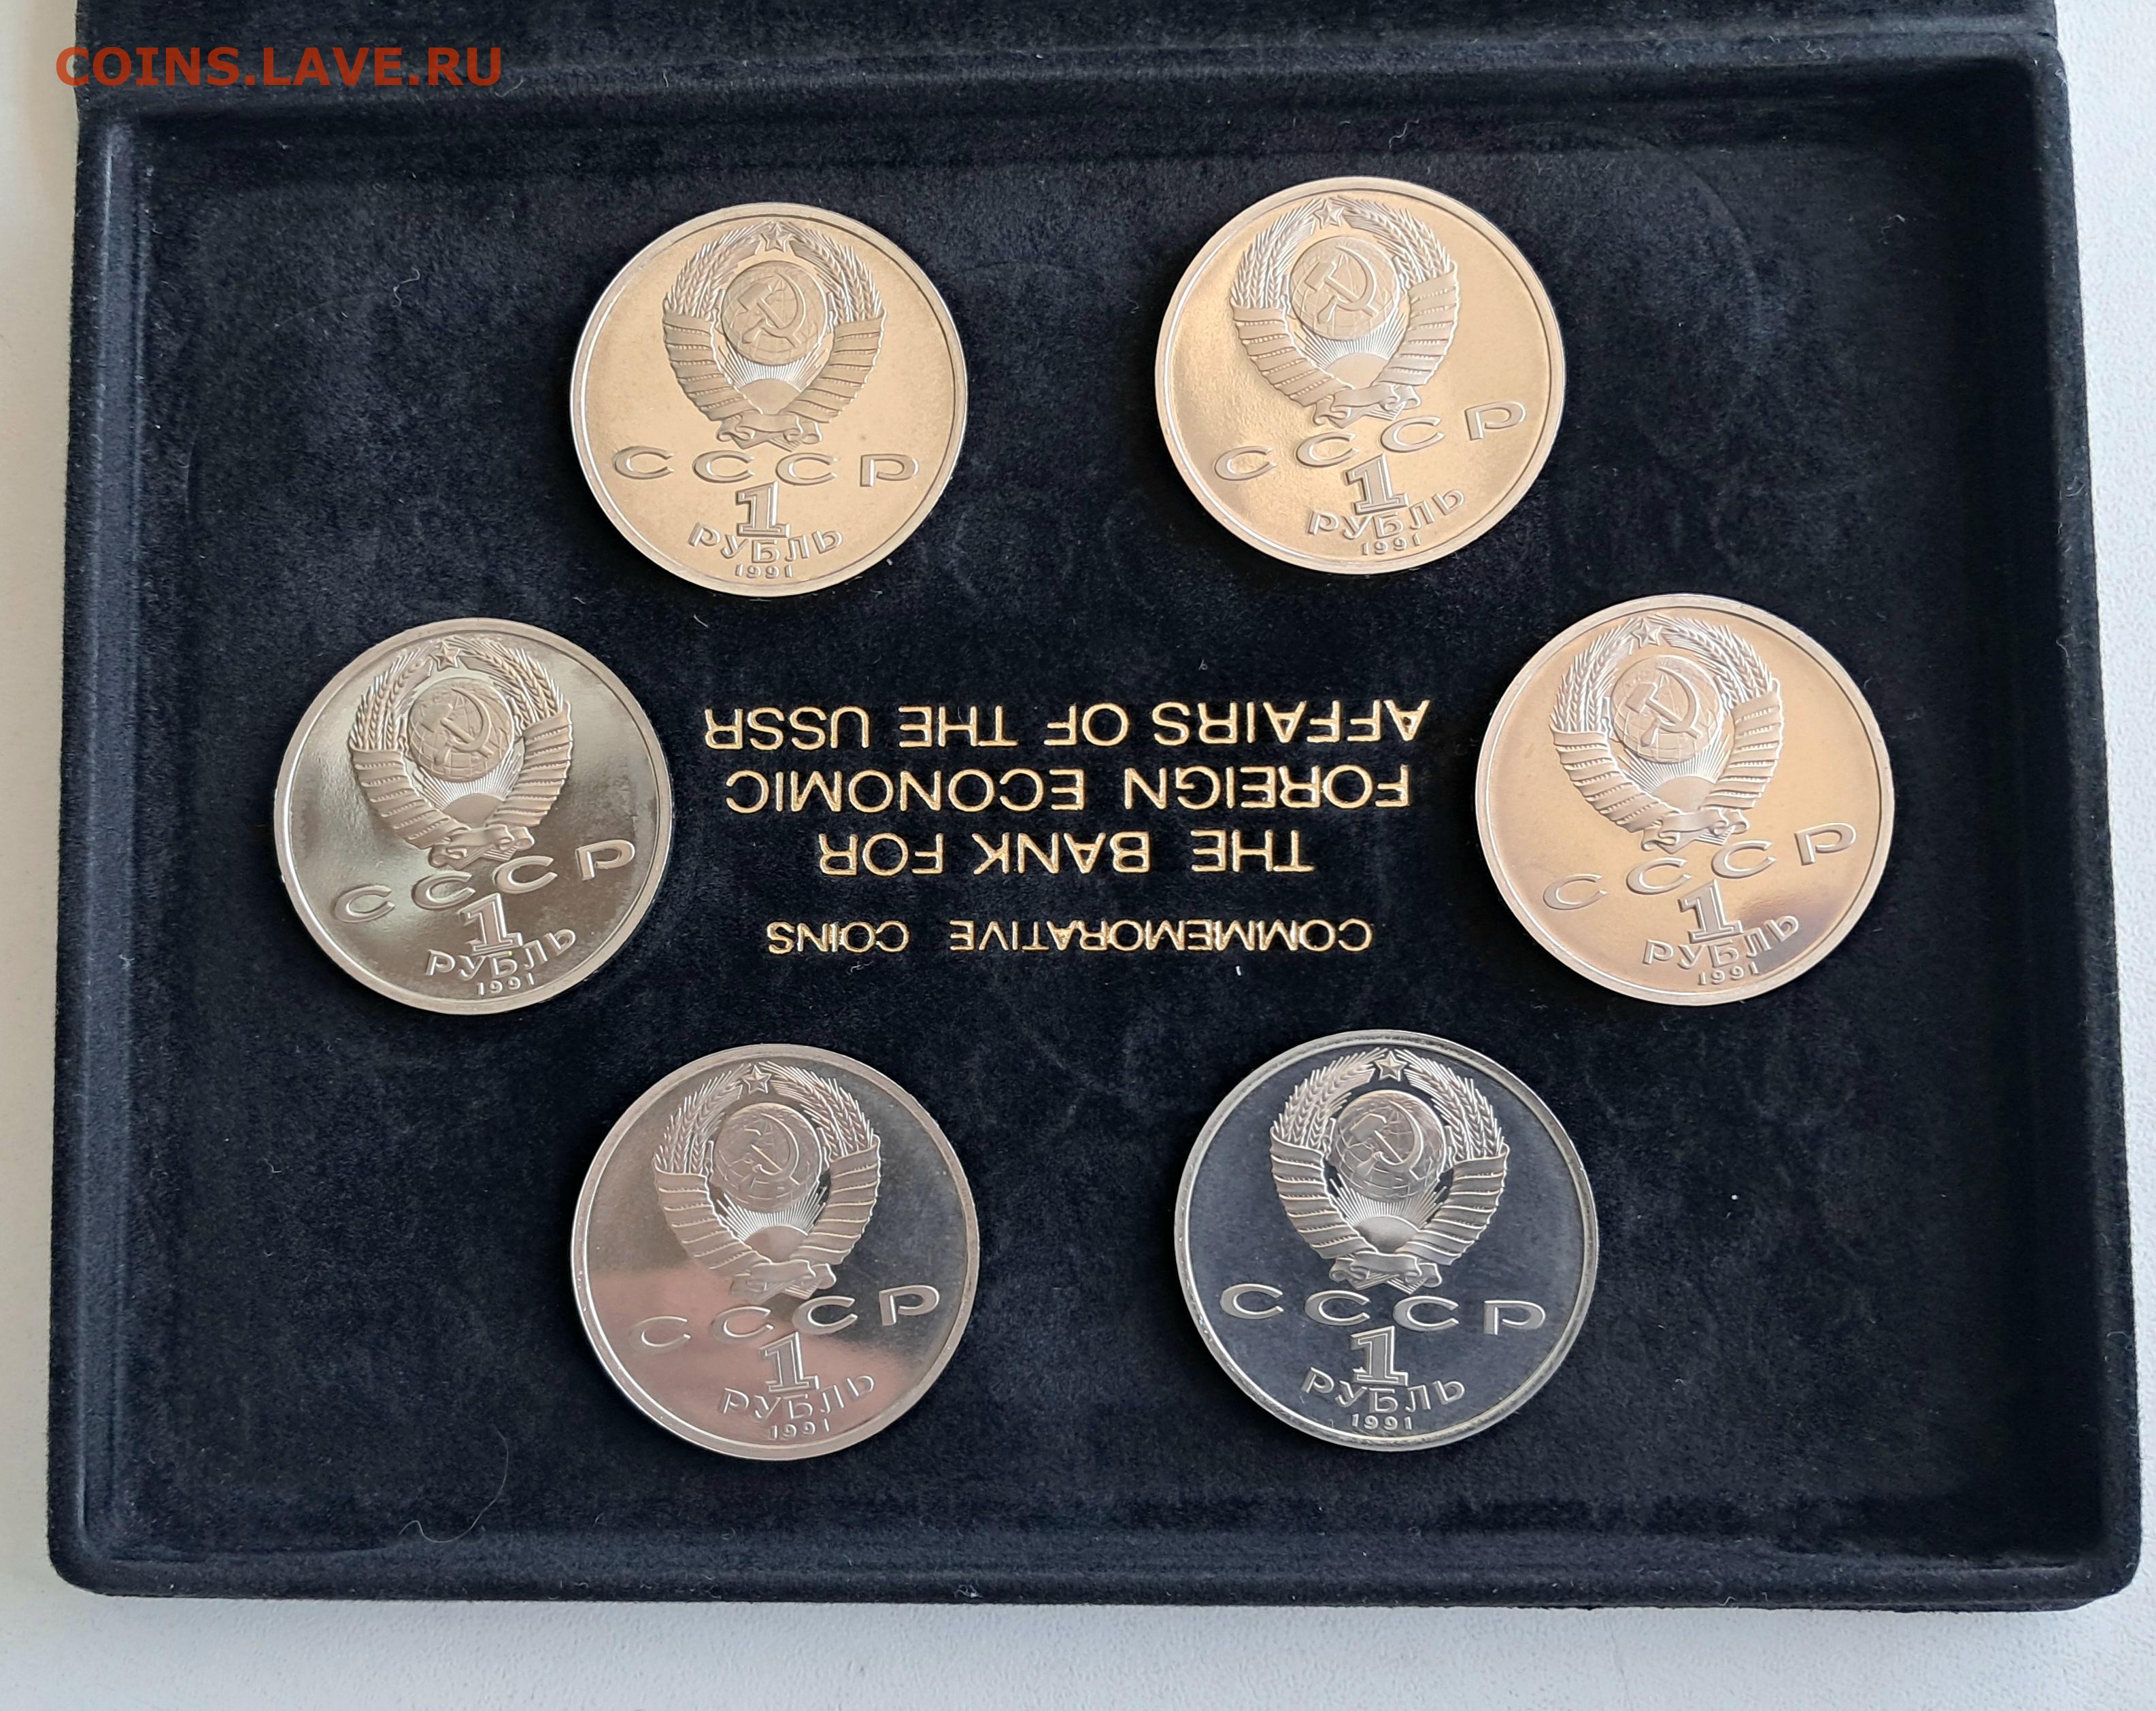 COINS.LAVE.RU
СССР
1
РУБЛЬ
1991
СССР
1
РУБЛЬ
1991
СССР
1
РУБЛЬ
1991
СССР
1
РУБЛЬ
1991
COMMEMORATIVE COINS
THE BANK FOR
FOREIGN ECONOMIC
AFFAIRS OF THE USSR
СССР
1
РУБЛЬ
1991
СССР
1
РУБЛЬ
1991